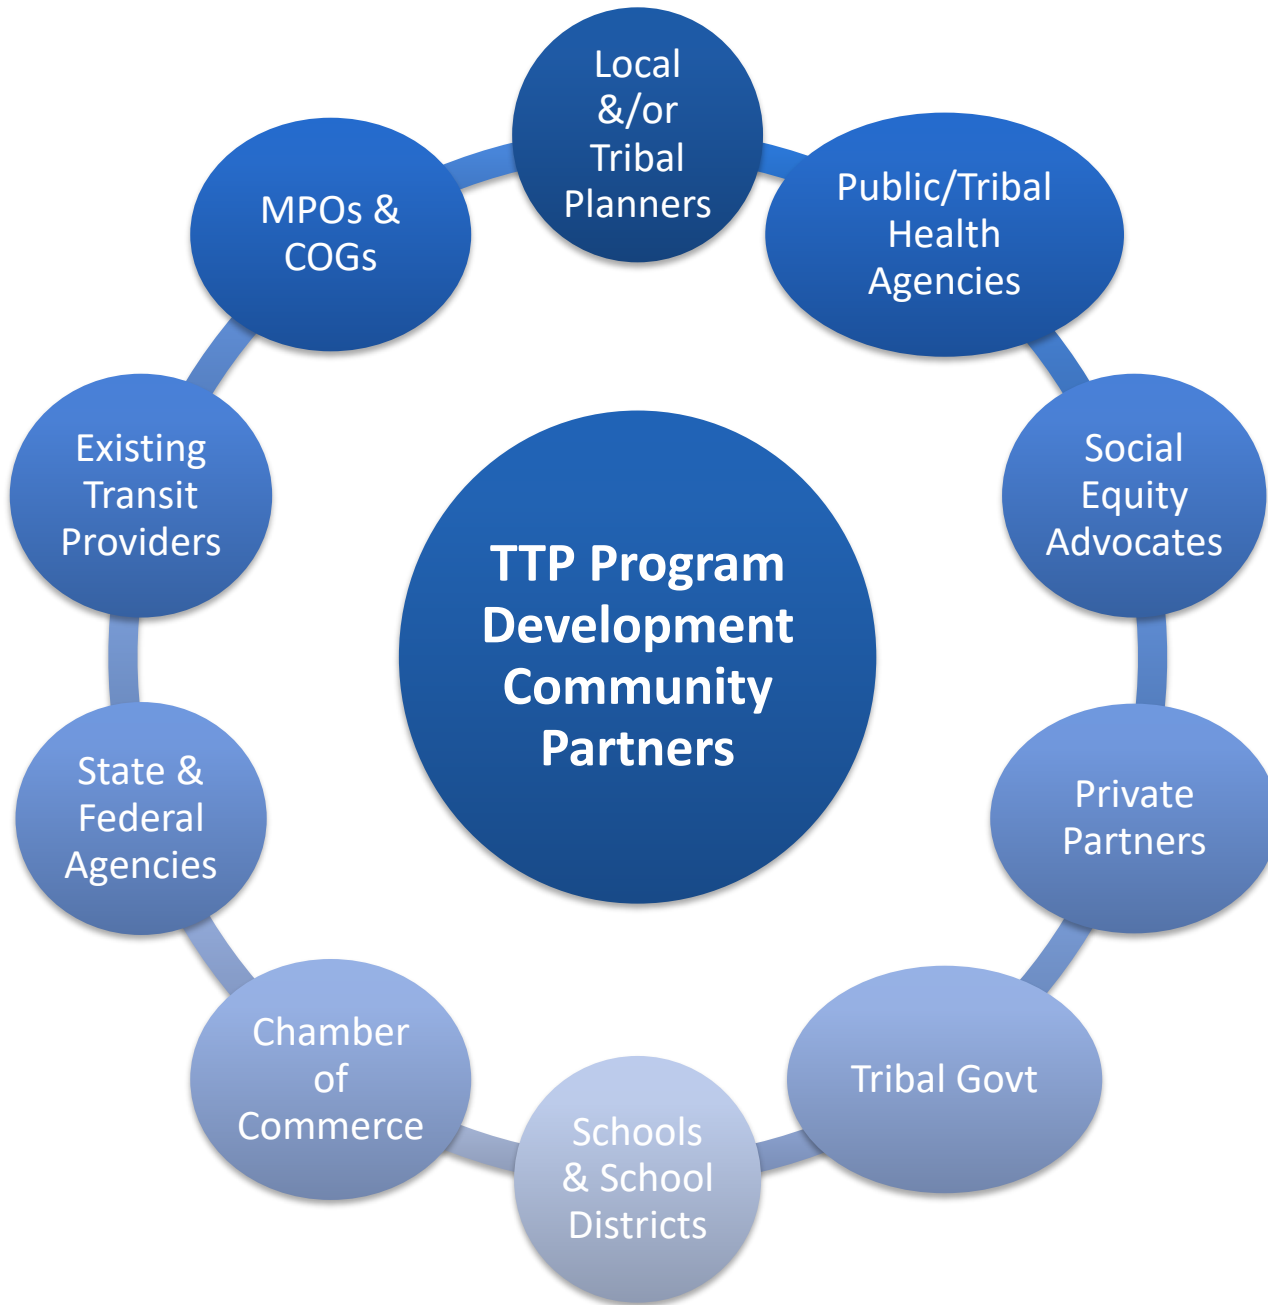 Local
&/or
Tribal
Planners
Public/Tribal
Health
Agencies
Social
Equity
Advocates
Private
Partners
Tribal Govt
Schools
& School
Districts
Chamber
of
Commerce
State &
Federal
Agencies
Existing
Transit
Providers
MPOs &
COGs
TTP Program
Development
Community
Partners